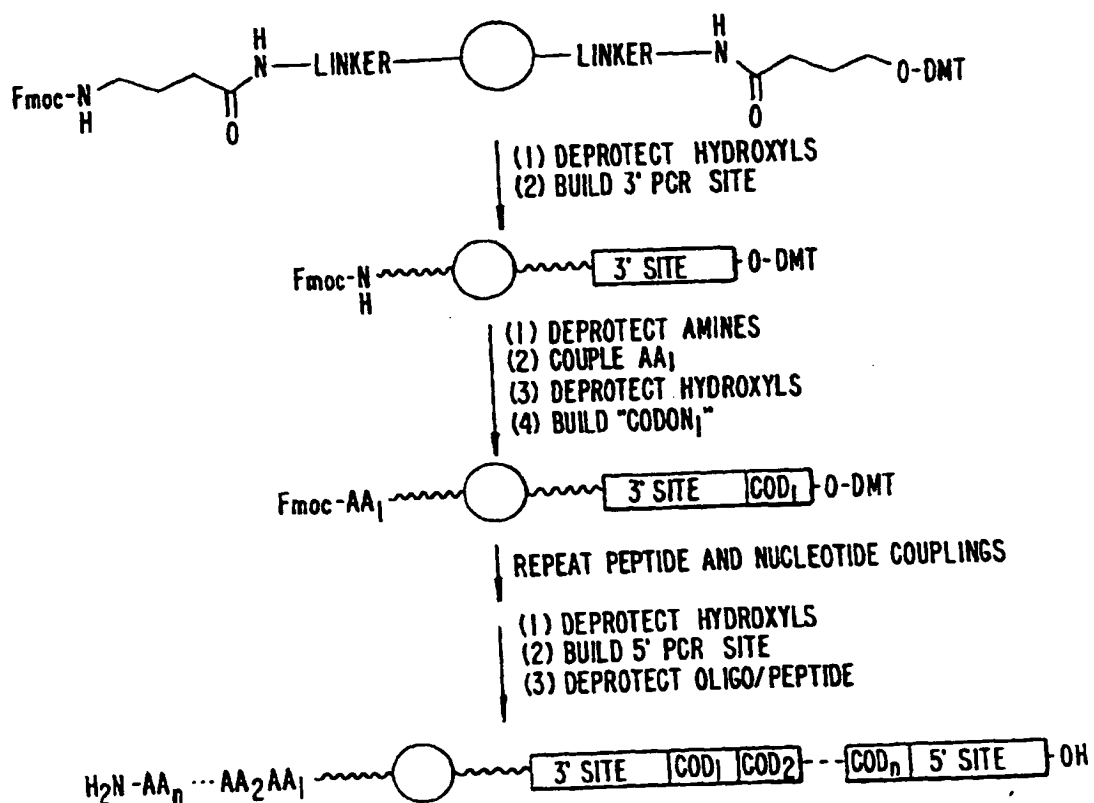 H H
N LINKER LINKER N
Fmoc-N O-DMT
H O O
(1) DEPROTECT HYDROXYLS
(2) BUILD 3' PCR SITE
Fmoc-N 3' SITE O-DMT
H
(1) DEPROTECT AMINES
(2) COUPLE AA1
(3) DEPROTECT HYDROXYLS
(4) BUILD "CODON1"
Fmoc-AA1 3' SITE COD1 O-DMT
REPEAT PEPTIDE AND NUCLEOTIDE COUPLINGS
(1) DEPROTECT HYDROXYLS
(2) BUILD 5' PCR SITE
(3) DEPROTECT OLIGO/PEPTIDE
H2N-AAn ··· AA2AA1 3' SITE COD1 COD2 --- CODn 5' SITE OH